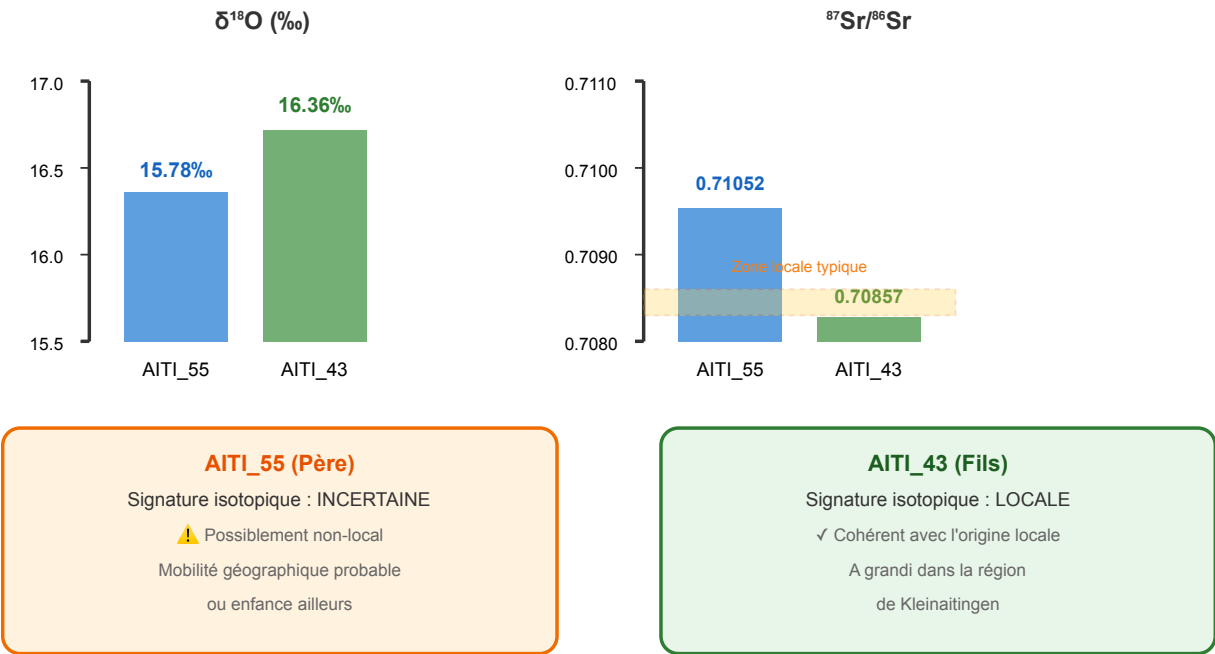 δ¹⁸O (‰)
17.0
16.5
16.0
15.5
15.78‰
16.36‰
AITI_55
AITI_43
⁸⁷Sr/⁸⁶Sr
0.7110
0.7100
0.7090
0.7080
0.71052
Zone locale typique
0.70857
AITI_55
AITI_43
AITI_55 (Père)
Signature isotopique : INCERTAINE
⚠️ Possiblement non-local
Mobilité géographique probable
ou enfance ailleurs
AITI_43 (Fils)
Signature isotopique : LOCALE
✓ Cohérent avec l'origine locale
A grandi dans la région
de Kleinaitingen